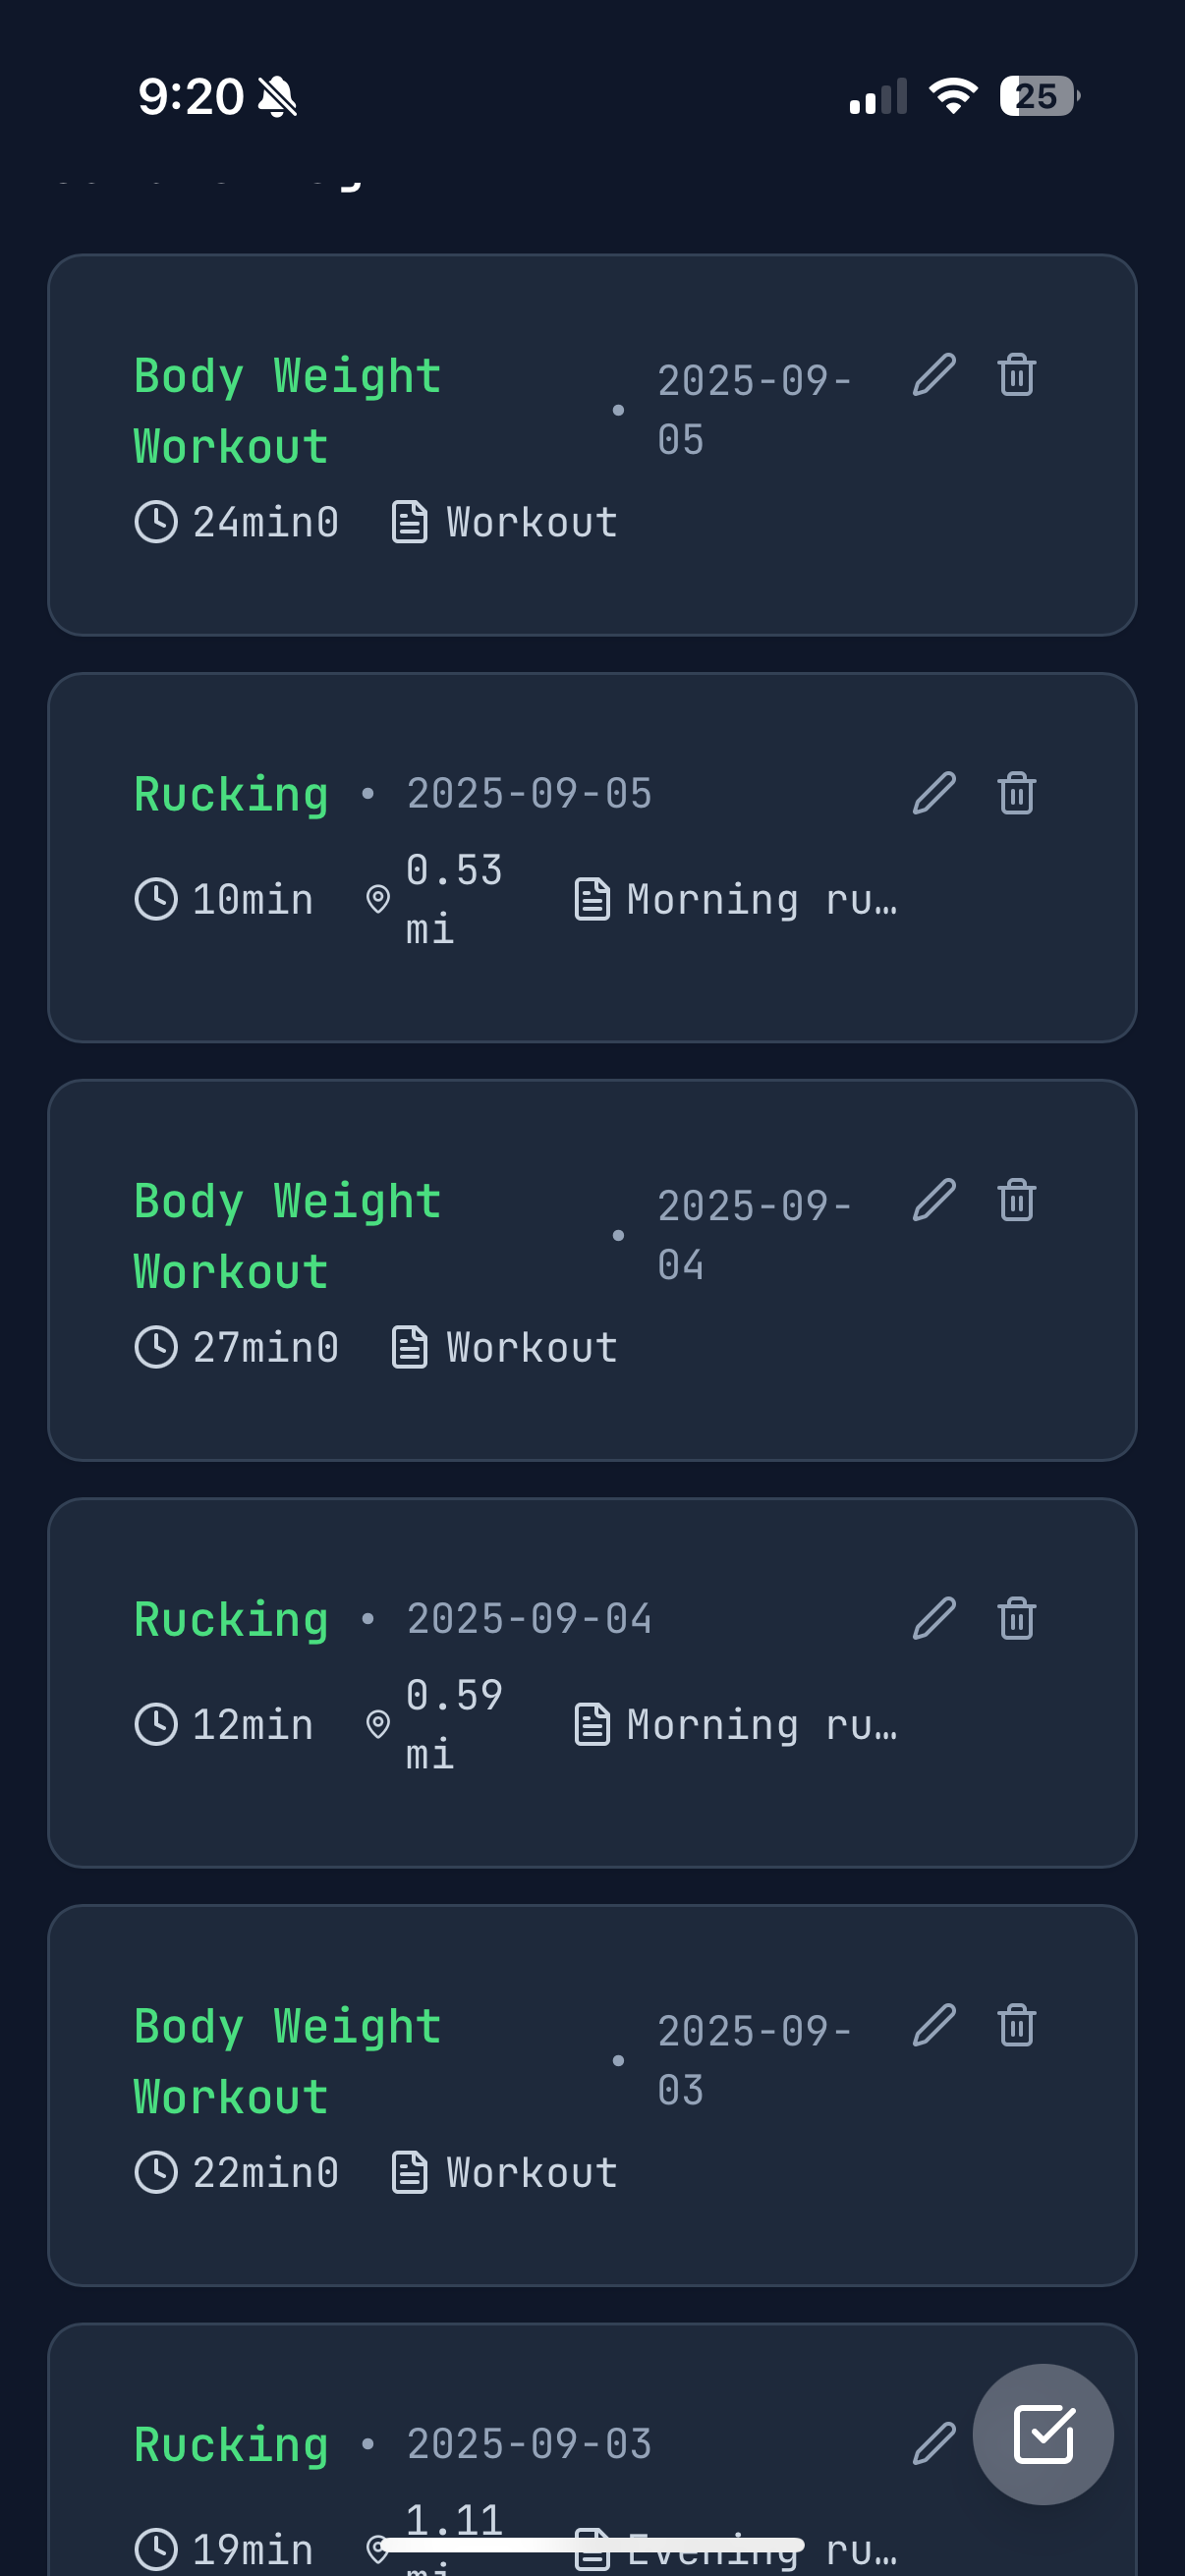 9:20
25
Body Weight
Workout
•
2025-09-
05
24min0 Workout
Rucking • 2025-09-05
10min 0.53
mi Morning ru…
Body Weight
Workout
•
2025-09-
04
27min0 Workout
Rucking • 2025-09-04
12min 0.59
mi Morning ru…
Body Weight
Workout
•
2025-09-
03
22min0 Workout
Rucking • 2025-09-03
19min 1.11
mi Evening ru…